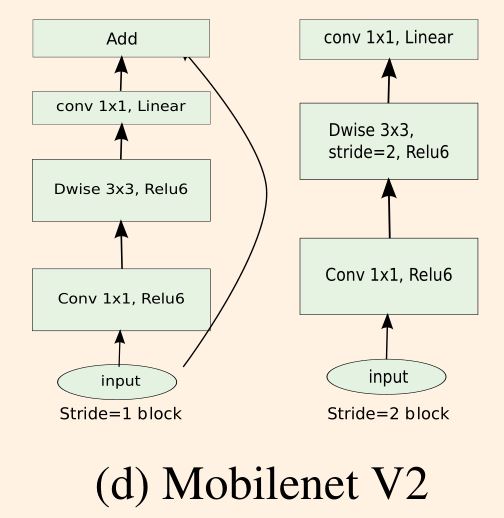 Add
conv 1x1, Linear
Dwise 3x3, Relu6
Conv 1x1, Relu6
input
Stride=1 block
conv 1x1, Linear
Dwise 3x3,
stride=2, Relu6
Conv 1x1, Relu6
input
Stride=2 block
(d) Mobilenet V2